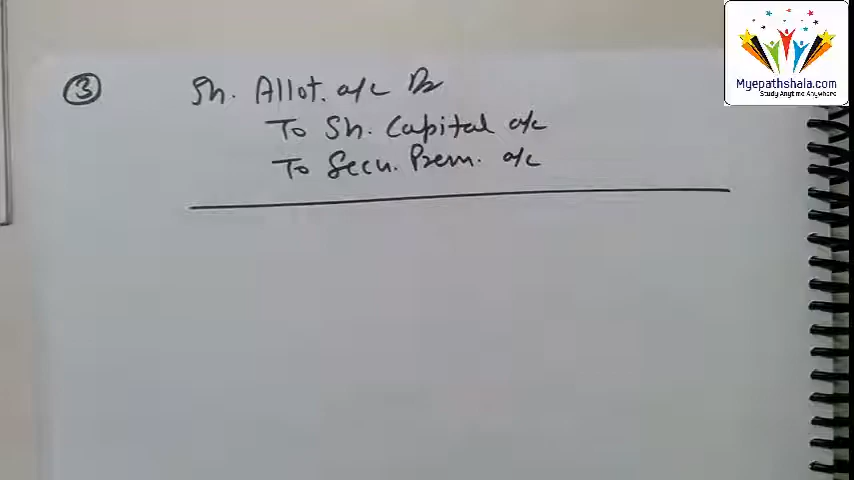 Myepathshala.com
Study Anytime Anywhere
③ Sh. Allot. a/c Dr
To Sh. Capital a/c
To Secu. Prem. a/c